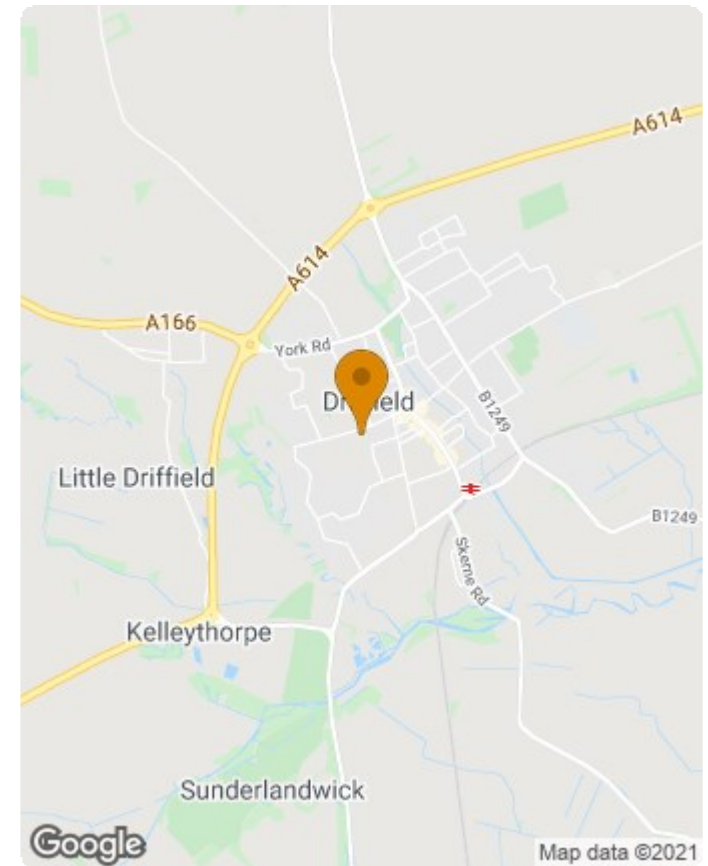 A614
A614
A166
York Rd
Driffield
B1249
Little Driffield
B1249
Skerne Rd
Kelleythorpe
Sunderlandwick
Google
Map data ©2021